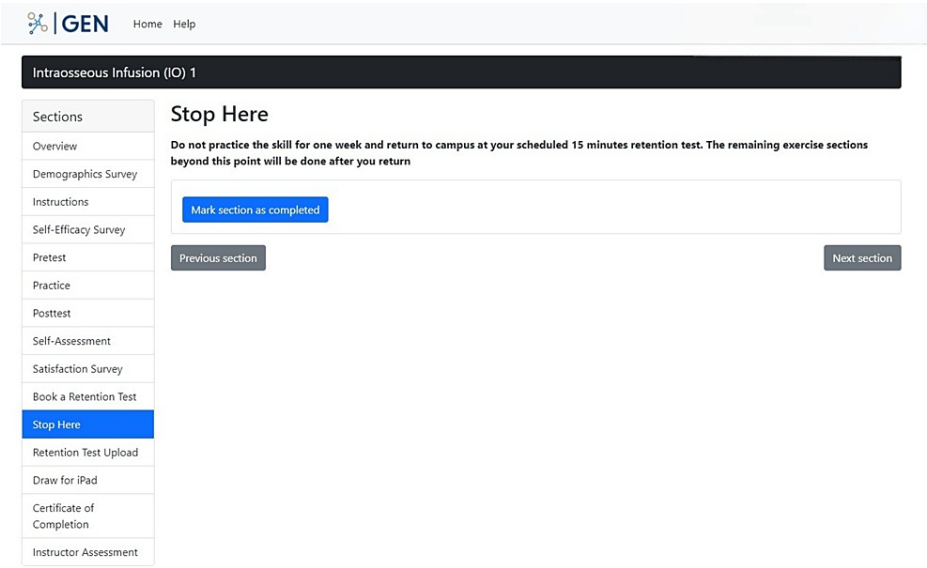 GEN Home Help
Intraosseous Infusion (IO) 1
Sections
Overview
Demographics Survey
Instructions
Self-Efficacy Survey
Pretest
Practice
Posttest
Self-Assessment
Satisfaction Survey
Book a Retention Test
Stop Here
Retention Test Upload
Draw for iPad
Certificate of
Completion
Instructor Assessment
Stop Here
Do not practice the skill for one week and return to campus at your scheduled 15 minutes retention test. The remaining exercise sections
beyond this point will be done after you return
Mark section as completed
Previous section
Next section